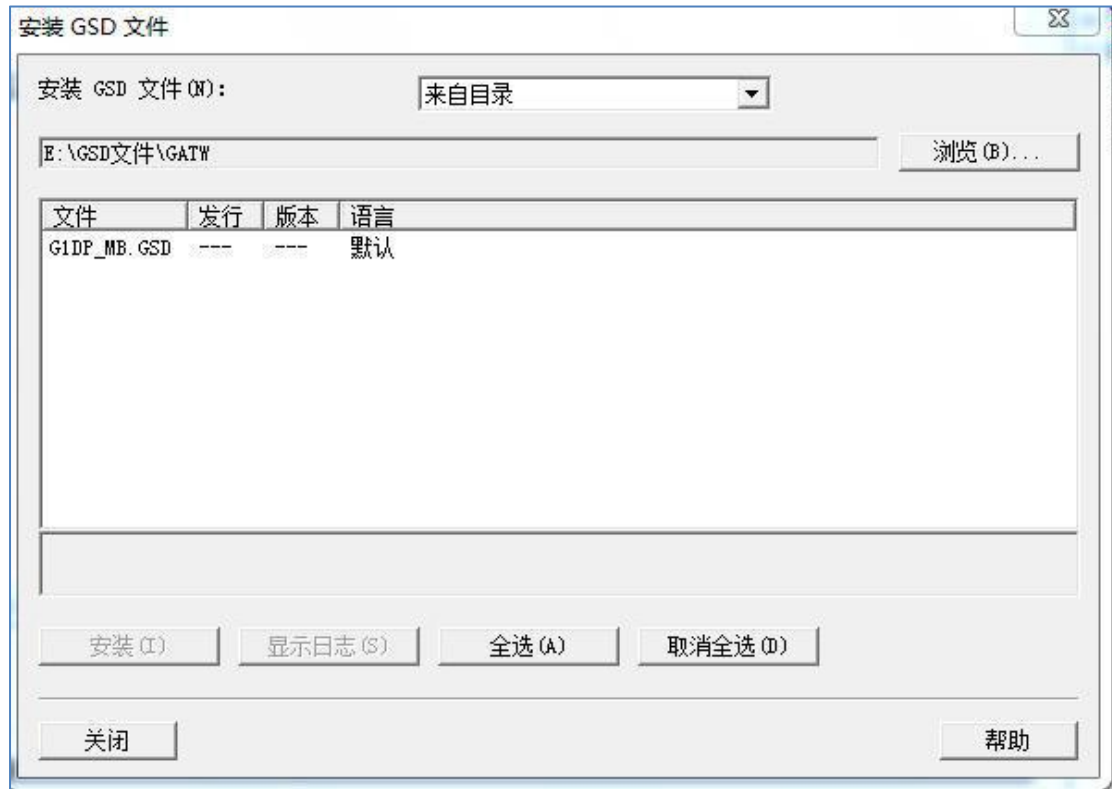 安装 GSD 文件
安装 GSD 文件(N):
来自目录
E:\GSD文件\GATW
浏览(B)...
文件 发行 版本 语言
G1DP_MB.GSD --- --- 默认
安装(I) 显示日志(S) 全选(A) 取消全选(D)
关闭 帮助